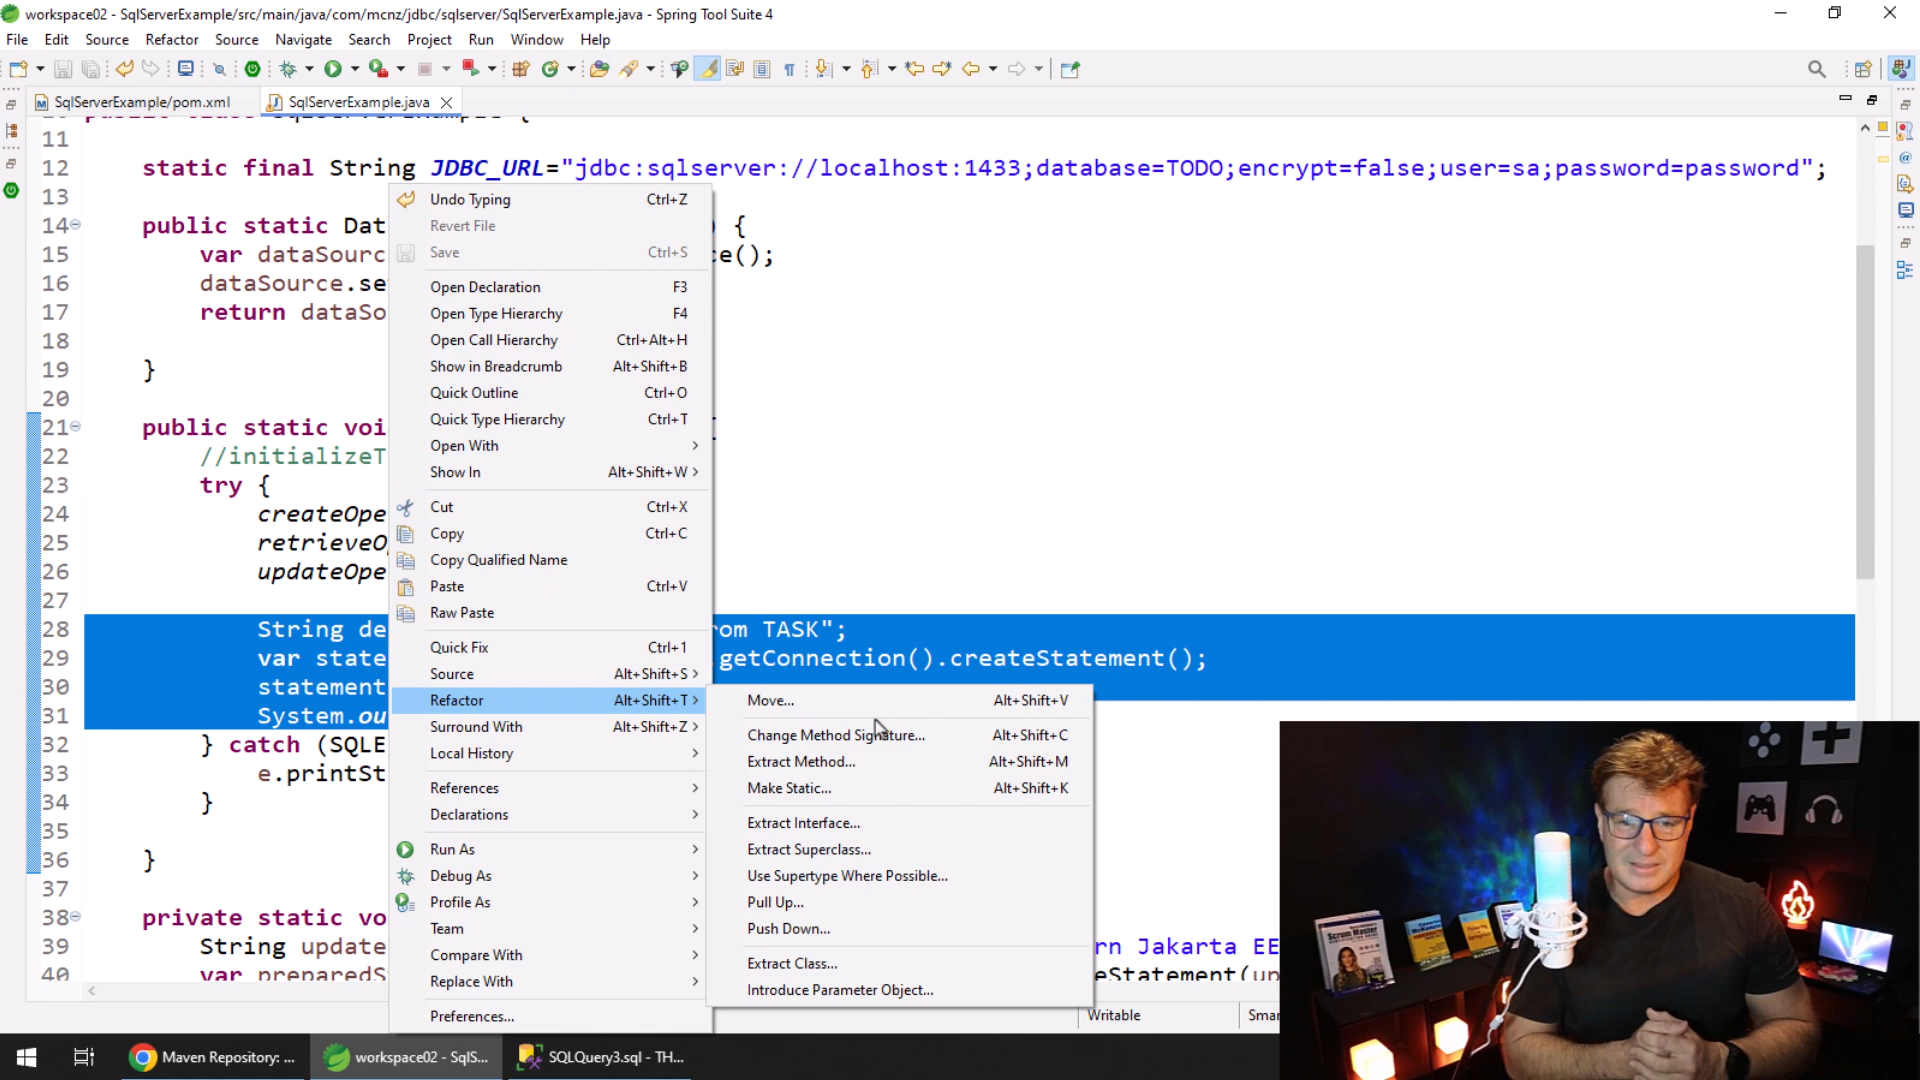 workspace02 - SqlServerExample/src/main/java/com/mcnz/jdbc/sqlserver/SqlServerExample.java - Spring Tool Suite 4
File Edit Source Refactor Source Navigate Search Project Run Window Help
SqlServerExample/pom.xml SqlServerExample.java
11
12 static final String JDBC_URL="jdbc:sqlserver://localhost:1433;database=TODO;encrypt=false;user=sa;password=password";
13
14 public static Dat ) {
15 var dataSourc ce();
16 dataSource.se
17 return dataSo
18
19 }
20
21 public static voi {
22 //initializeT
23 try {
24 createOpe
25 retrieveO
26 updateOpe
27
28 String de om TASK";
29 var state .getConnection().createStatement();
30 statement
31 System.ou
32 } catch (SQLE
33 e.printSt
34 }
35
36 }
37
38 private static vo
39 String update rn Jakarta EE
40 var preparedS eStatement(up
Undo Typing Ctrl+Z
Revert File
Save Ctrl+S
Open Declaration F3
Open Type Hierarchy F4
Open Call Hierarchy Ctrl+Alt+H
Show in Breadcrumb Alt+Shift+B
Quick Outline Ctrl+O
Quick Type Hierarchy Ctrl+T
Open With
Show In Alt+Shift+W
Cut Ctrl+X
Copy Ctrl+C
Copy Qualified Name
Paste Ctrl+V
Raw Paste
Quick Fix Ctrl+1
Source Alt+Shift+S
Refactor Alt+Shift+T
Surround With Alt+Shift+Z
Local History
References
Declarations
Run As
Debug As
Profile As
Team
Compare With
Replace With
Preferences...
Move... Alt+Shift+V
Change Method Signature... Alt+Shift+C
Extract Method... Alt+Shift+M
Make Static... Alt+Shift+K
Extract Interface...
Extract Superclass...
Use Supertype Where Possible...
Pull Up...
Push Down...
Extract Class...
Introduce Parameter Object...
Writable Smar
Scrum Master
Maven Repository: ... workspace02 - SqlS... SQLQuery3.sql - TH...